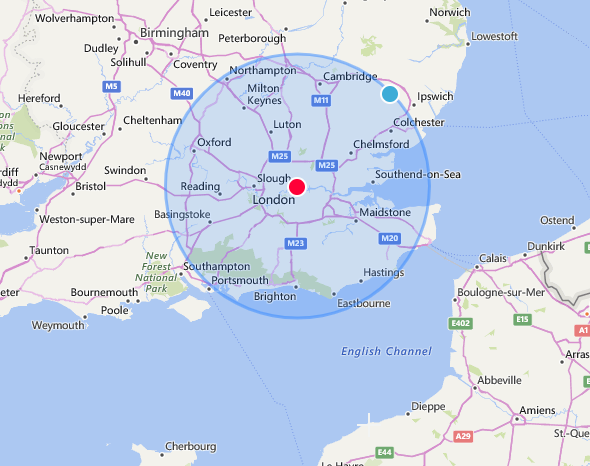 Leicester
Norwich
Wolverhampton
Birmingham
Peterborough
Lowestoft
Dudley
Solihull
Coventry
Northampton
Cambridge
M5
M40
Hereford
Milton
Keynes
M11
Ipswich
Cheltenham
Luton
Colchester
Gloucester
Oxford
Chelmsford
Newport
Casnewydd
M25
M25
Swindon
Slough
Southend-on-Sea
Bristol
Reading
London
Weston-super-Mare
Basingstoke
Maidstone
Ostend
M23
M20
Taunton
New
Forest
National
Park
Southampton
Dunkirk
Calais
Portsmouth
Hastings
Bournemouth
Brighton
Eastbourne
Boulogne-sur-Mer
Poole
Weymouth
E402
E15
A1
English Channel
Arras
Abbeville
Dieppe
Amiens
A29
St.-Que
Cherbourg
E44
Le Havre